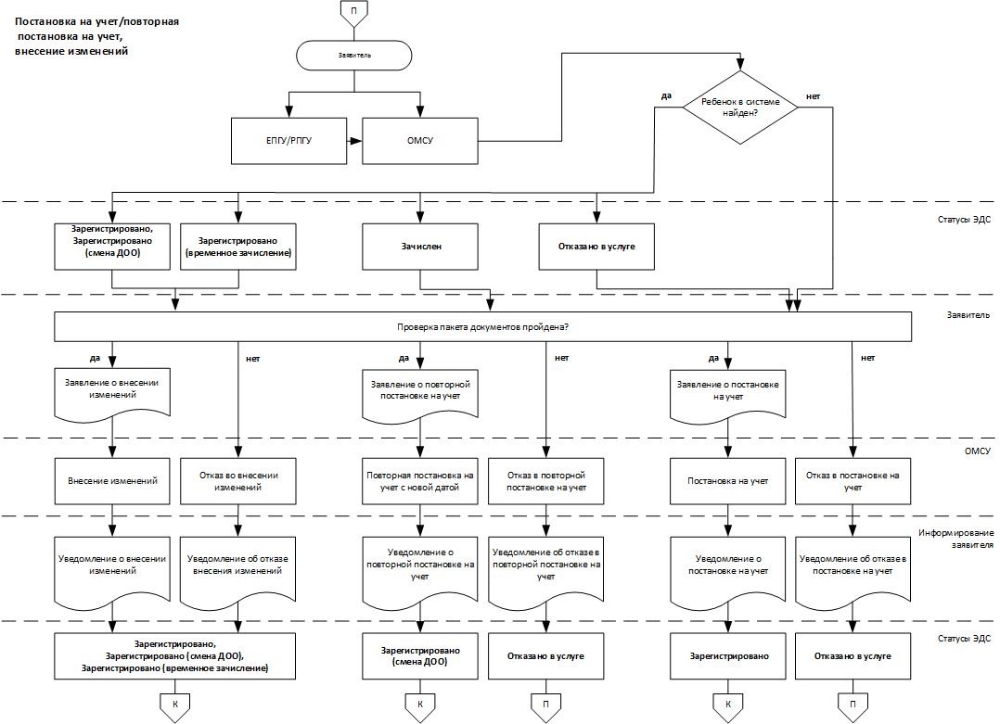 Постановка на учет/повторная
постановка на учет,
внесение изменений
П
Заявитель
ЕПГУ/РПГУ
ОМСУ
да
Ребенок в системе
найден?
нет
Статусы ЭДС
Зарегистрировано,
Зарегистрировано
(смена ДОО)
Зарегистрировано
(временное зачисление)
Зачислен
Отказано в услуге
Заявитель
Проверка пакета документов пройдена?
да
нет
да
нет
да
нет
Заявление о внесении
изменений
Заявление о повторной
постановке на учет
Заявление о постановке
на учет
ОМСУ
Внесение изменений
Отказ во внесении
изменений
Повторная постановка на
учет с новой датой
Отказ в повторной
постановке на учет
Постановка на учет
Отказ в постановке на
учет
Информирование
заявителя
Уведомление о внесении
изменений
Уведомление об отказе
внесения изменений
Уведомление о
повторной постановке на
учет
Уведомление об отказе в
повторной постановке на
учет
Уведомление о
постановке на учет
Уведомление об отказе в
постановке на учет
Статусы ЭДС
Зарегистрировано,
Зарегистрировано (смена ДОО),
Зарегистрировано (временное зачисление)
Зарегистрировано
(смена ДОО)
Отказано в услуге
Зарегистрировано
Отказано в услуге
К
К
П
К
П